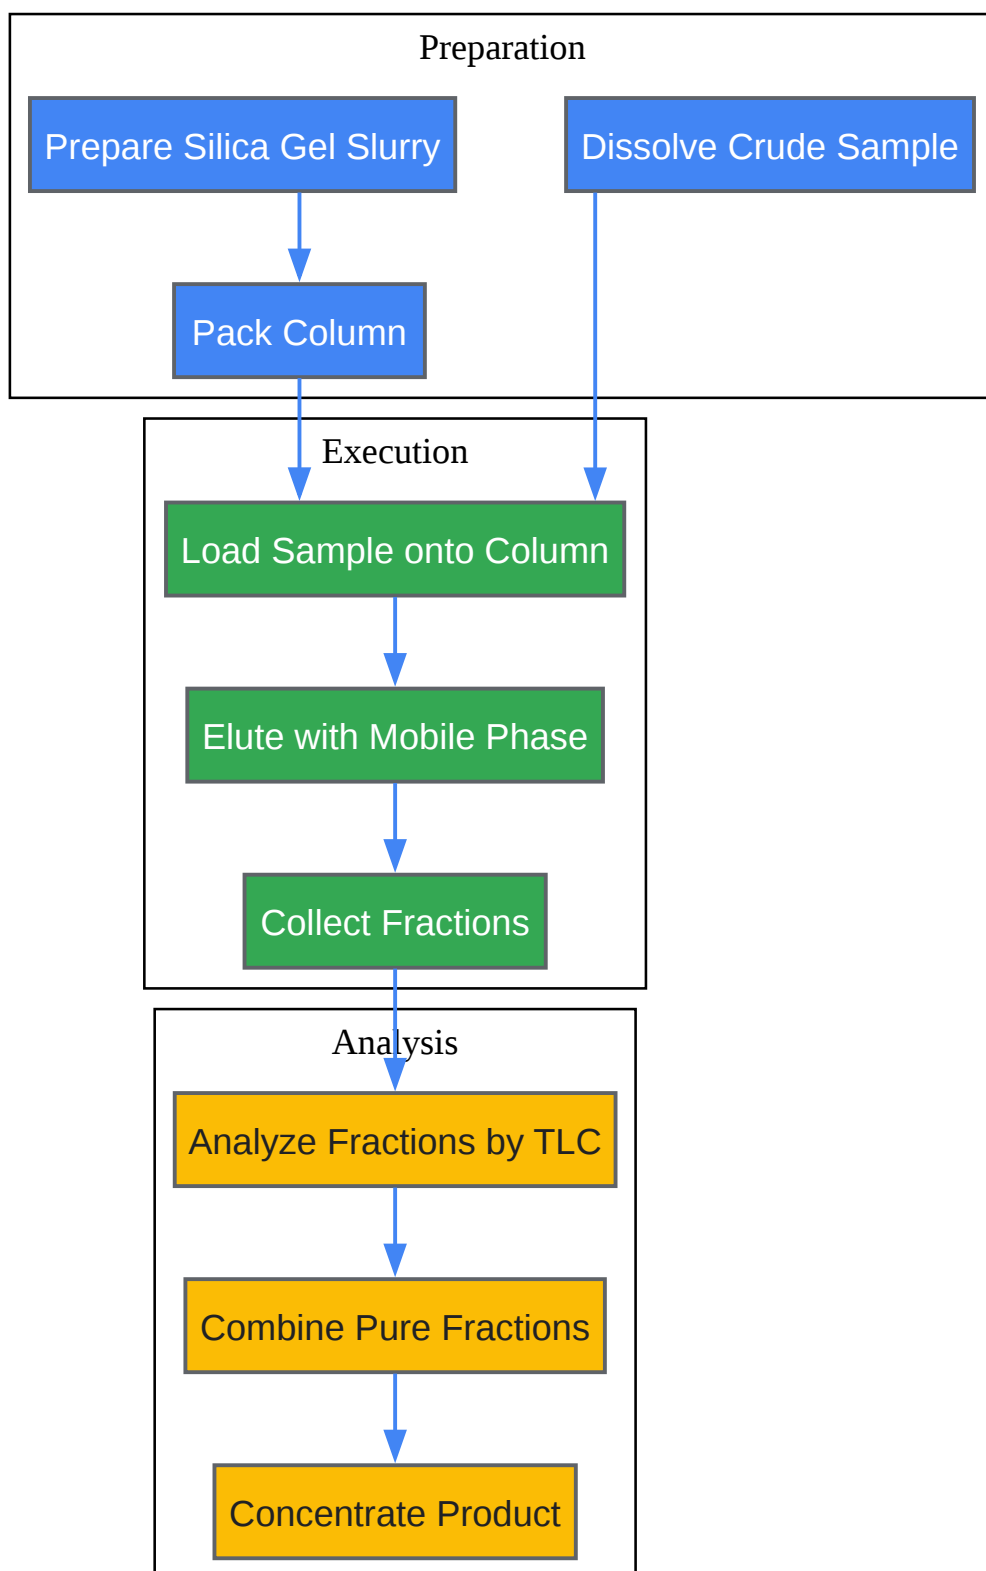 Preparation
Prepare Silica Gel Slurry
Dissolve Crude Sample
Pack Column
Execution
Load Sample onto Column
Elute with Mobile Phase
Collect Fractions
Analysis
Analyze Fractions by TLC
Combine Pure Fractions
Concentrate Product